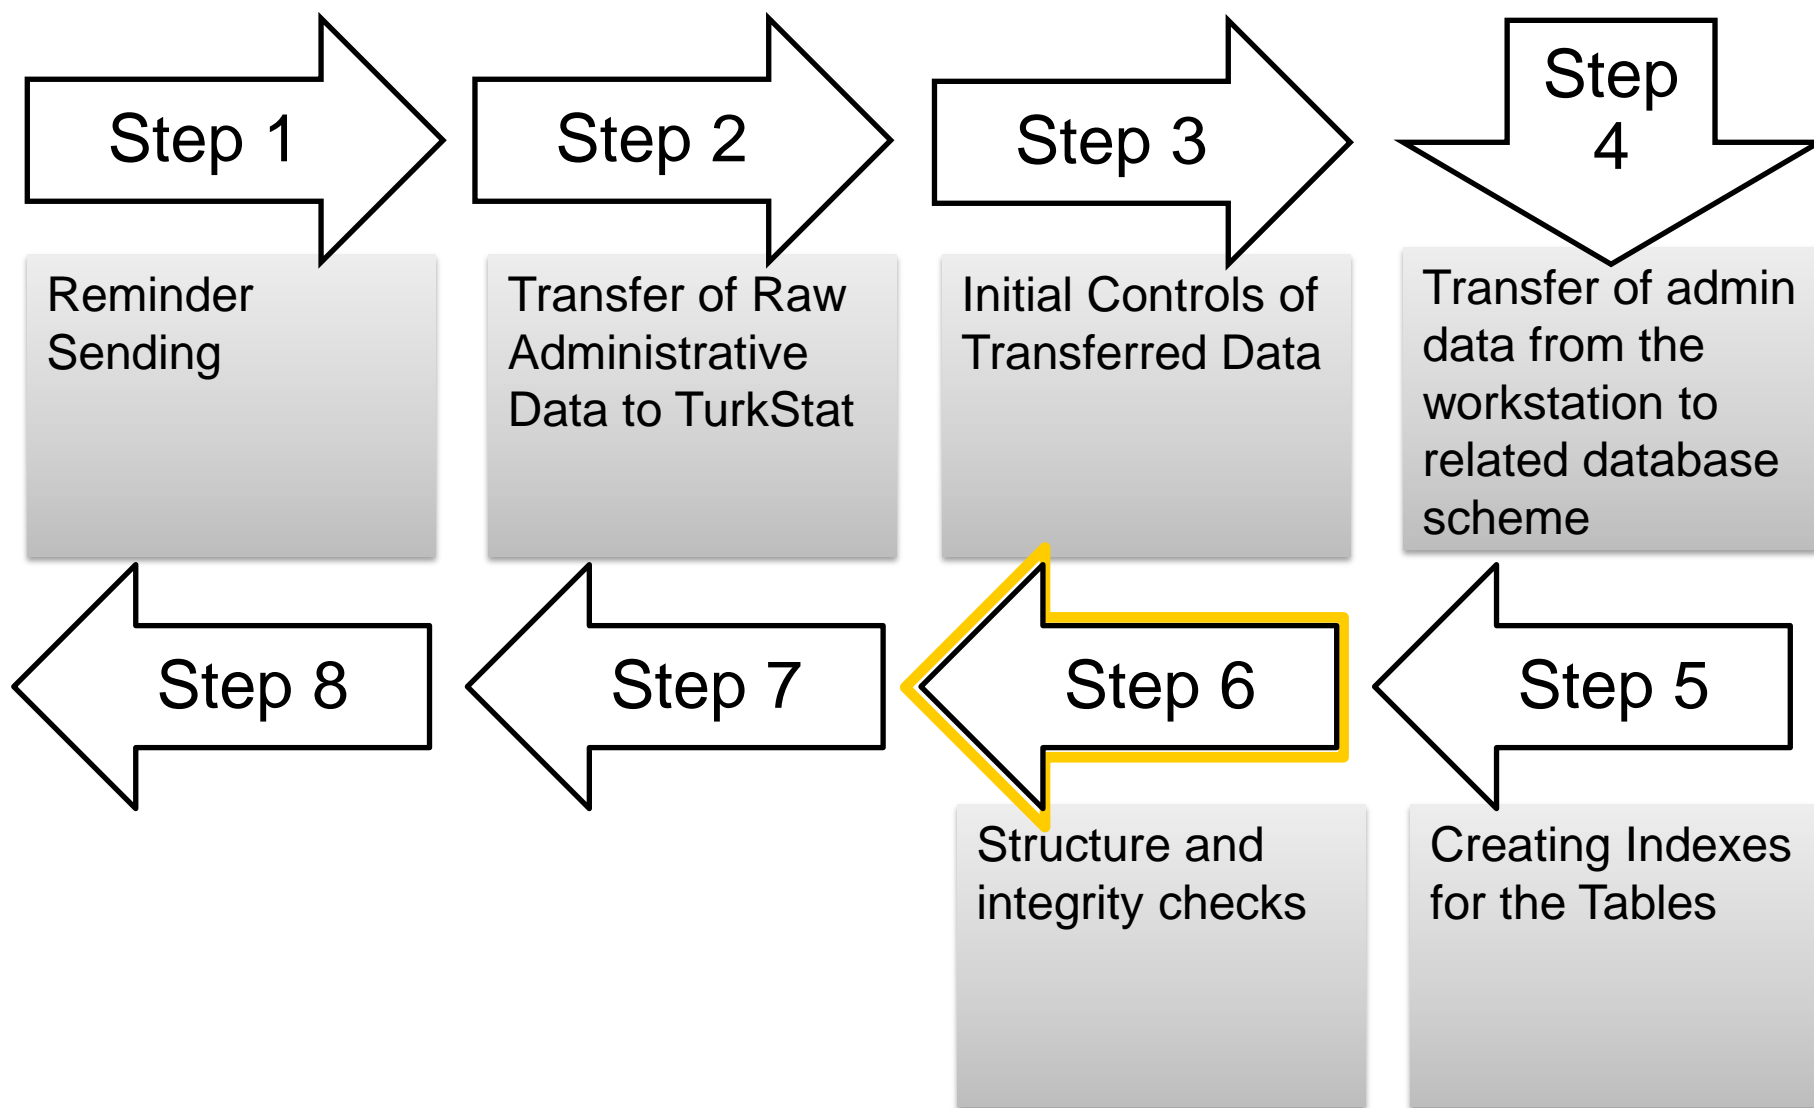 Step 1
Step 2
Step 3
Step
4
Reminder
Sending
Transfer of Raw
Administrative
Data to TurkStat
Initial Controls of
Transferred Data
Transfer of admin
data from the
workstation to
related database
scheme
Step 8
Step 7
Step 6
Step 5
Structure and
integrity checks
Creating Indexes
for the Tables